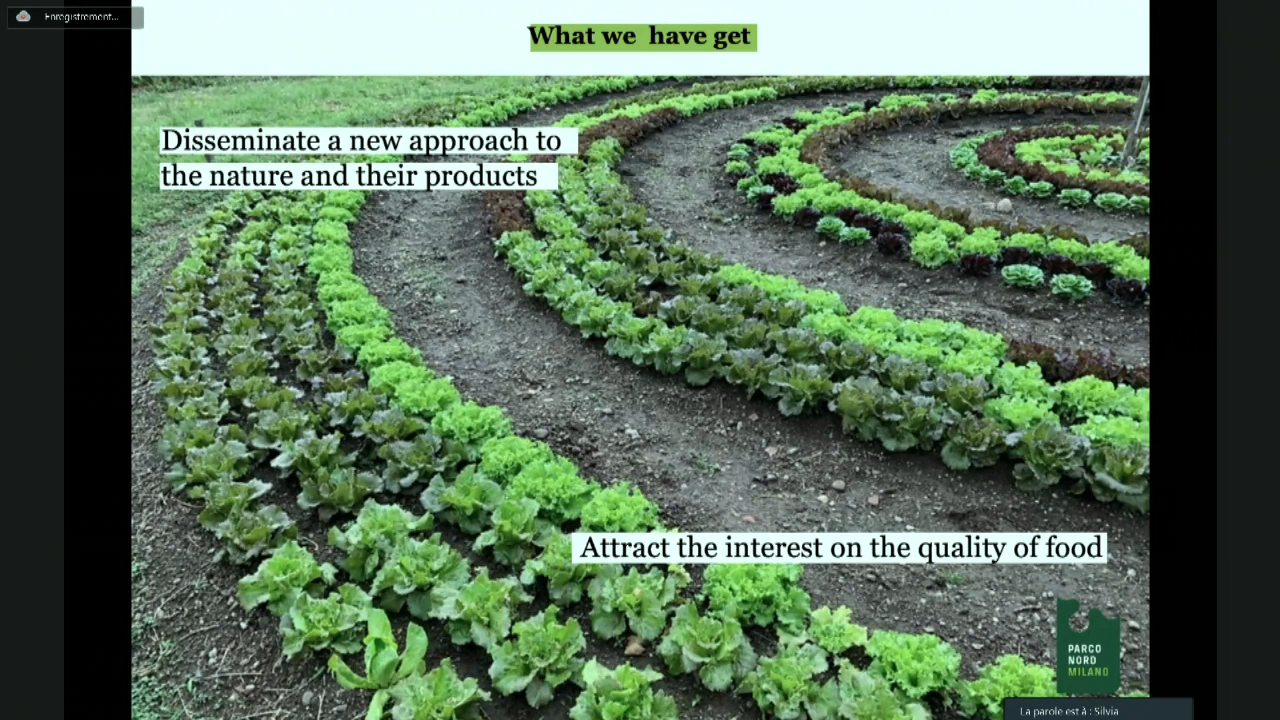 Enregistrement...
What we have get
Disseminate a new approach to
the nature and their products
Attract the interest on the quality of food
PARCO
NORD
MILANO
La parole est à : Silvia